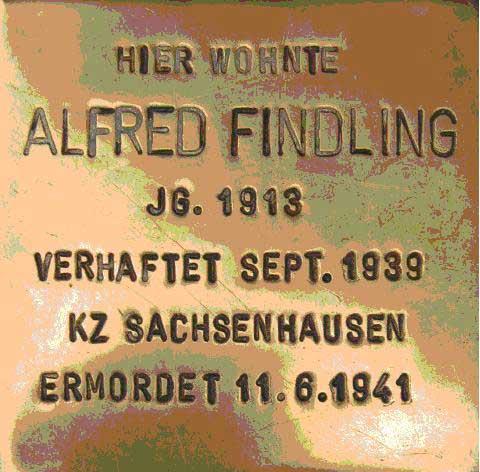 HIER WOHNTE
ALFRED FINDLING
JG. 1913
VERHAFTET SEPT. 1939
KZ SACHSENHAUSEN
ERMORDET 11.6.1941